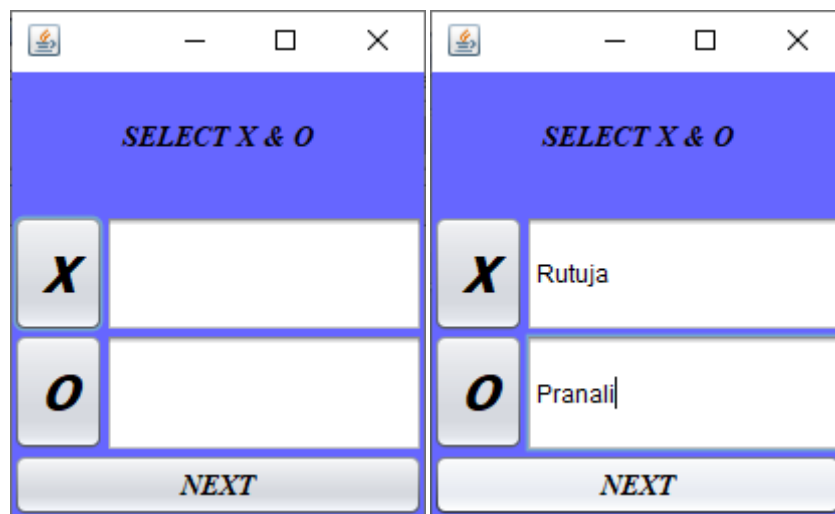 SELECT X & O
X
O
NEXT
SELECT X & O
X Rutuja
O Pranali
NEXT